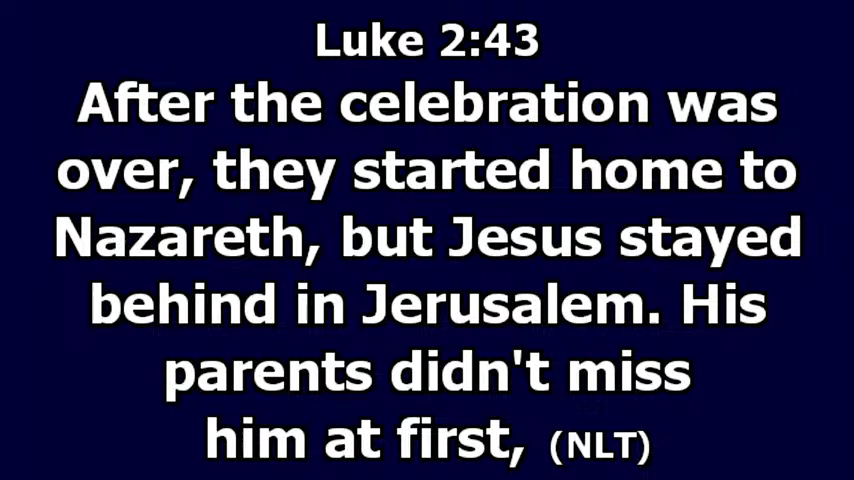 Luke 2:43
After the celebration was
over, they started home to
Nazareth, but Jesus stayed
behind in Jerusalem. His
parents didn't miss
him at first, (NLT)